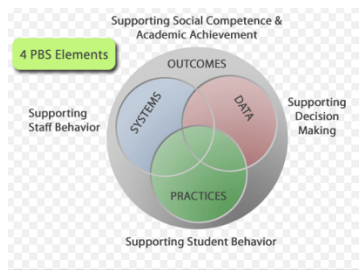 Supporting Social Competence &
Academic Achievement
4 PBS Elements
OUTCOMES
Supporting
Staff Behavior
SYSTEMS
DATA
Supporting
Decision
Making
PRACTICES
Supporting Student Behavior